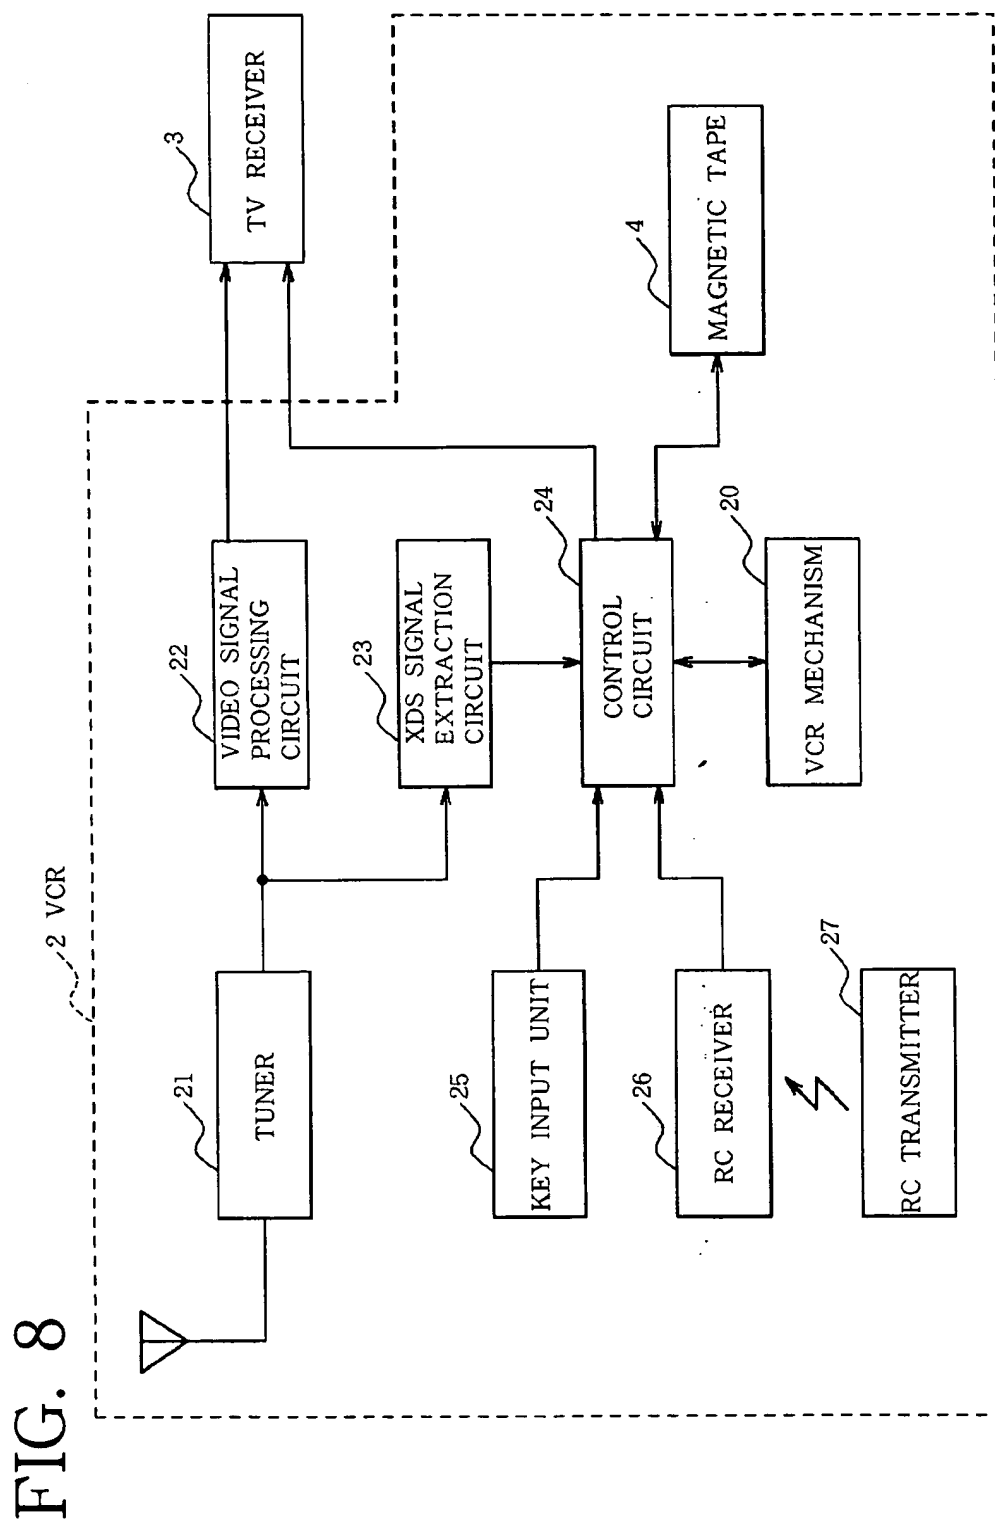 FIG. 8
2 VCR
21
TUNER
22
VIDEO SIGNAL
PROCESSING
CIRCUIT
3
TV RECEIVER
23
XDS SIGNAL
EXTRACTION
CIRCUIT
25
KEY INPUT UNIT
24
CONTROL
CIRCUIT
4
MAGNETIC TAPE
26
RC RECEIVER
20
VCR MECHANISM
27
RC TRANSMITTER